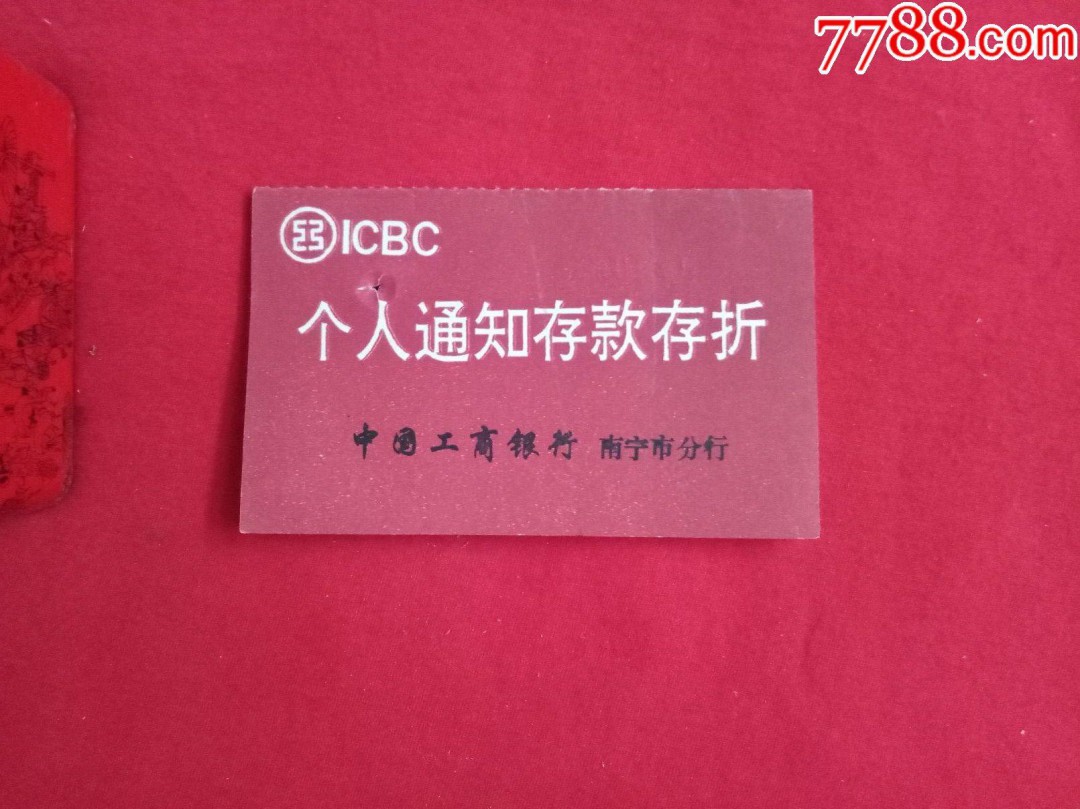 7788.com
ICBC
个人通知存款存折
中国工商银行 南宁市分行